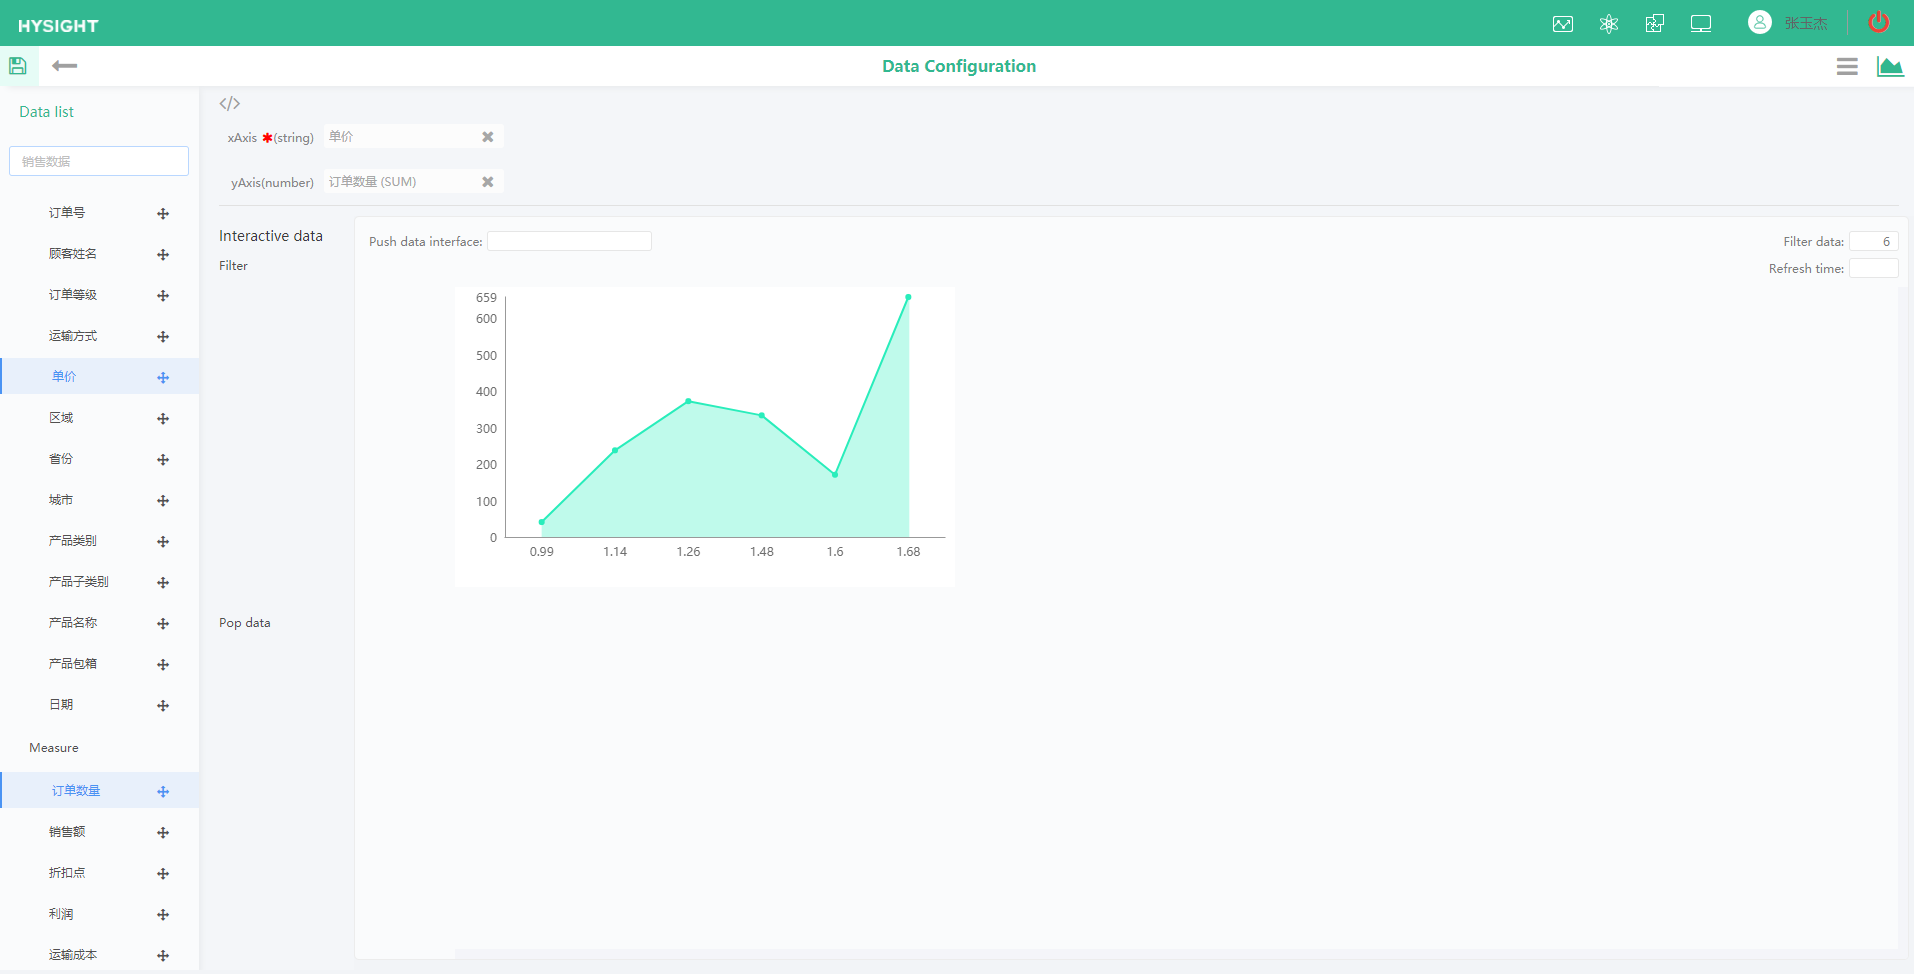 HYSIGHT
张玉杰
Data Configuration
Data list
销售数据
订单号
顾客姓名
订单等级
运输方式
单价
区域
省份
城市
产品类别
产品子类别
产品名称
产品包箱
日期
Measure
订单数量
销售额
折扣点
利润
运输成本
</>
xAxis ✱(string) 单价
yAxis(number) 订单数量 (SUM)
Interactive data
Filter
Pop data
Push data interface:
Filter data: 6
Refresh time:
659
600
500
400
300
200
100
0
0.99 1.14 1.26 1.48 1.6 1.68